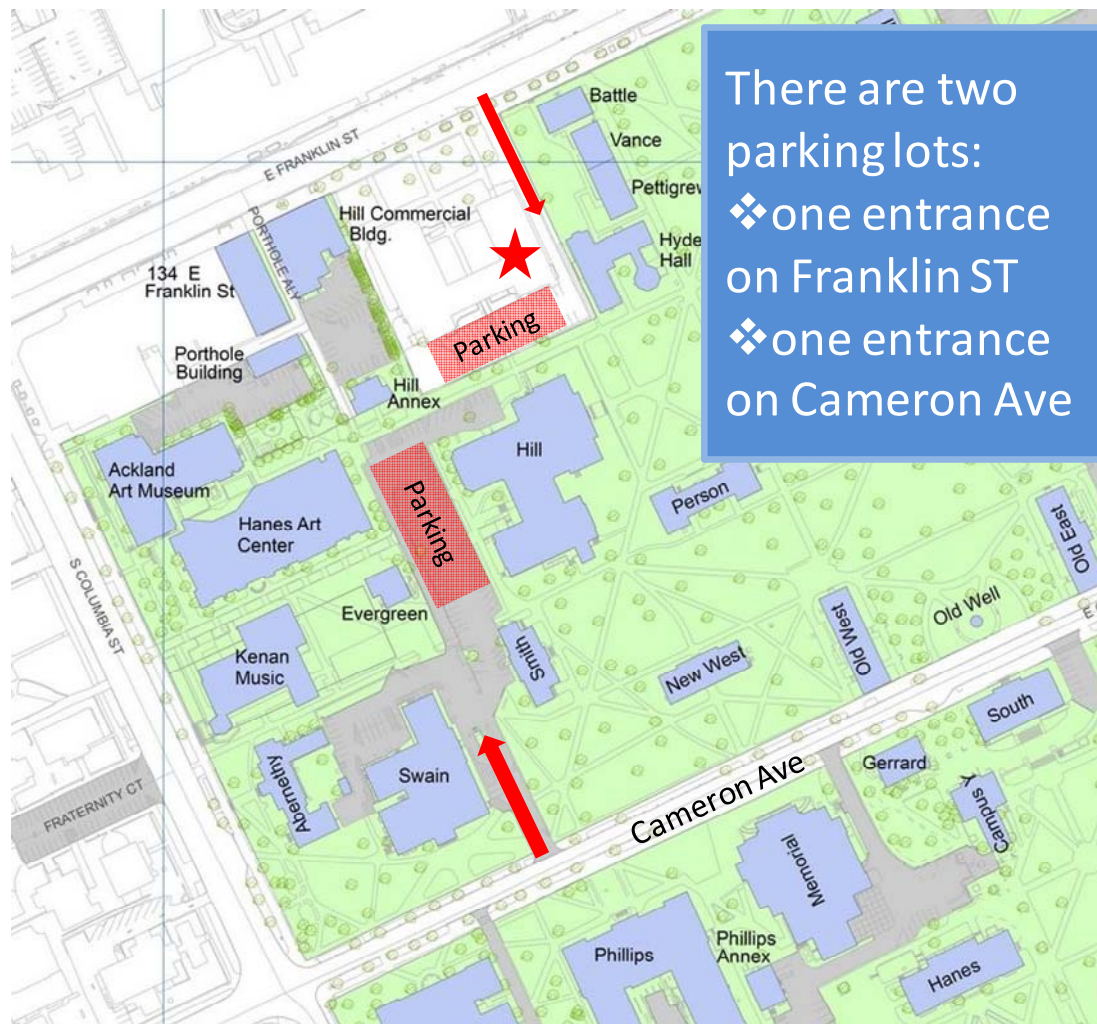 There are two
parking lots:
❖one entrance
on Franklin ST
❖one entrance
on Cameron Ave
Battle
Vance
Pettigrew
Hyde
Hall
E FRANKLIN ST
PORTHOLE ALY
Hill Commercial
Bldg.
134 E
Franklin St
Parking
Porthole
Building
Hill
Annex
Ackland
Art Museum
Hill
Parking
Hanes Art
Center
Person
Old East
S COLUMBIA ST
Evergreen
Old Well
Old West
Kenan
Music
Smith
New West
South
Gerrard
Swain
Abernethy
Cameron Ave
Campus Y
FRATERNITY CT
Memorial
Phillips
Phillips
Annex
Hanes